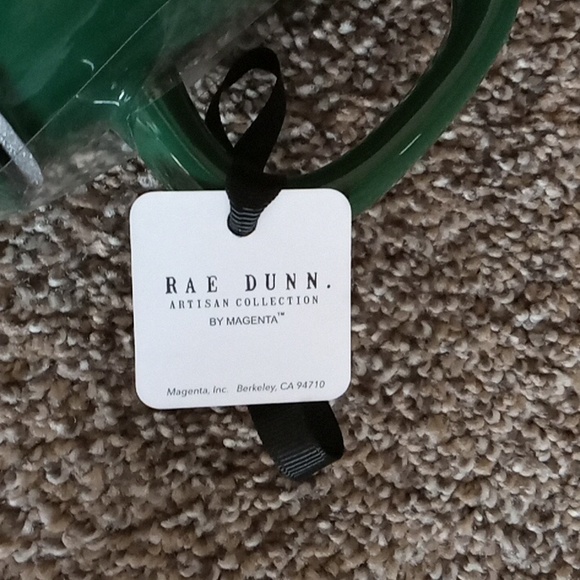 RAE DUNN.
ARTISAN COLLECTION
BY MAGENTA™
Magenta, Inc. Berkeley, CA 94710